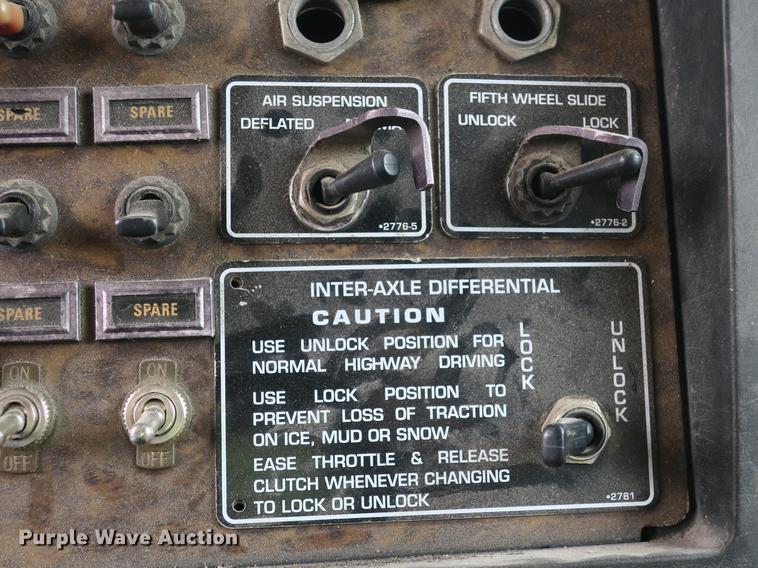 SPARE
SPARE
AIR SUSPENSION
DEFLATED
•2776-5
FIFTH WHEEL SLIDE
UNLOCK LOCK
•2776-2
SPARE
SPARE
ON
OFF
ON
OFF
INTER-AXLE DIFFERENTIAL
CAUTION
USE UNLOCK POSITION FOR
NORMAL HIGHWAY DRIVING
USE LOCK POSITION TO
PREVENT LOSS OF TRACTION
ON ICE, MUD OR SNOW
EASE THROTTLE & RELEASE
CLUTCH WHENEVER CHANGING
TO LOCK OR UNLOCK
LOCK
UNLOCK
•2781
Purple Wave Auction